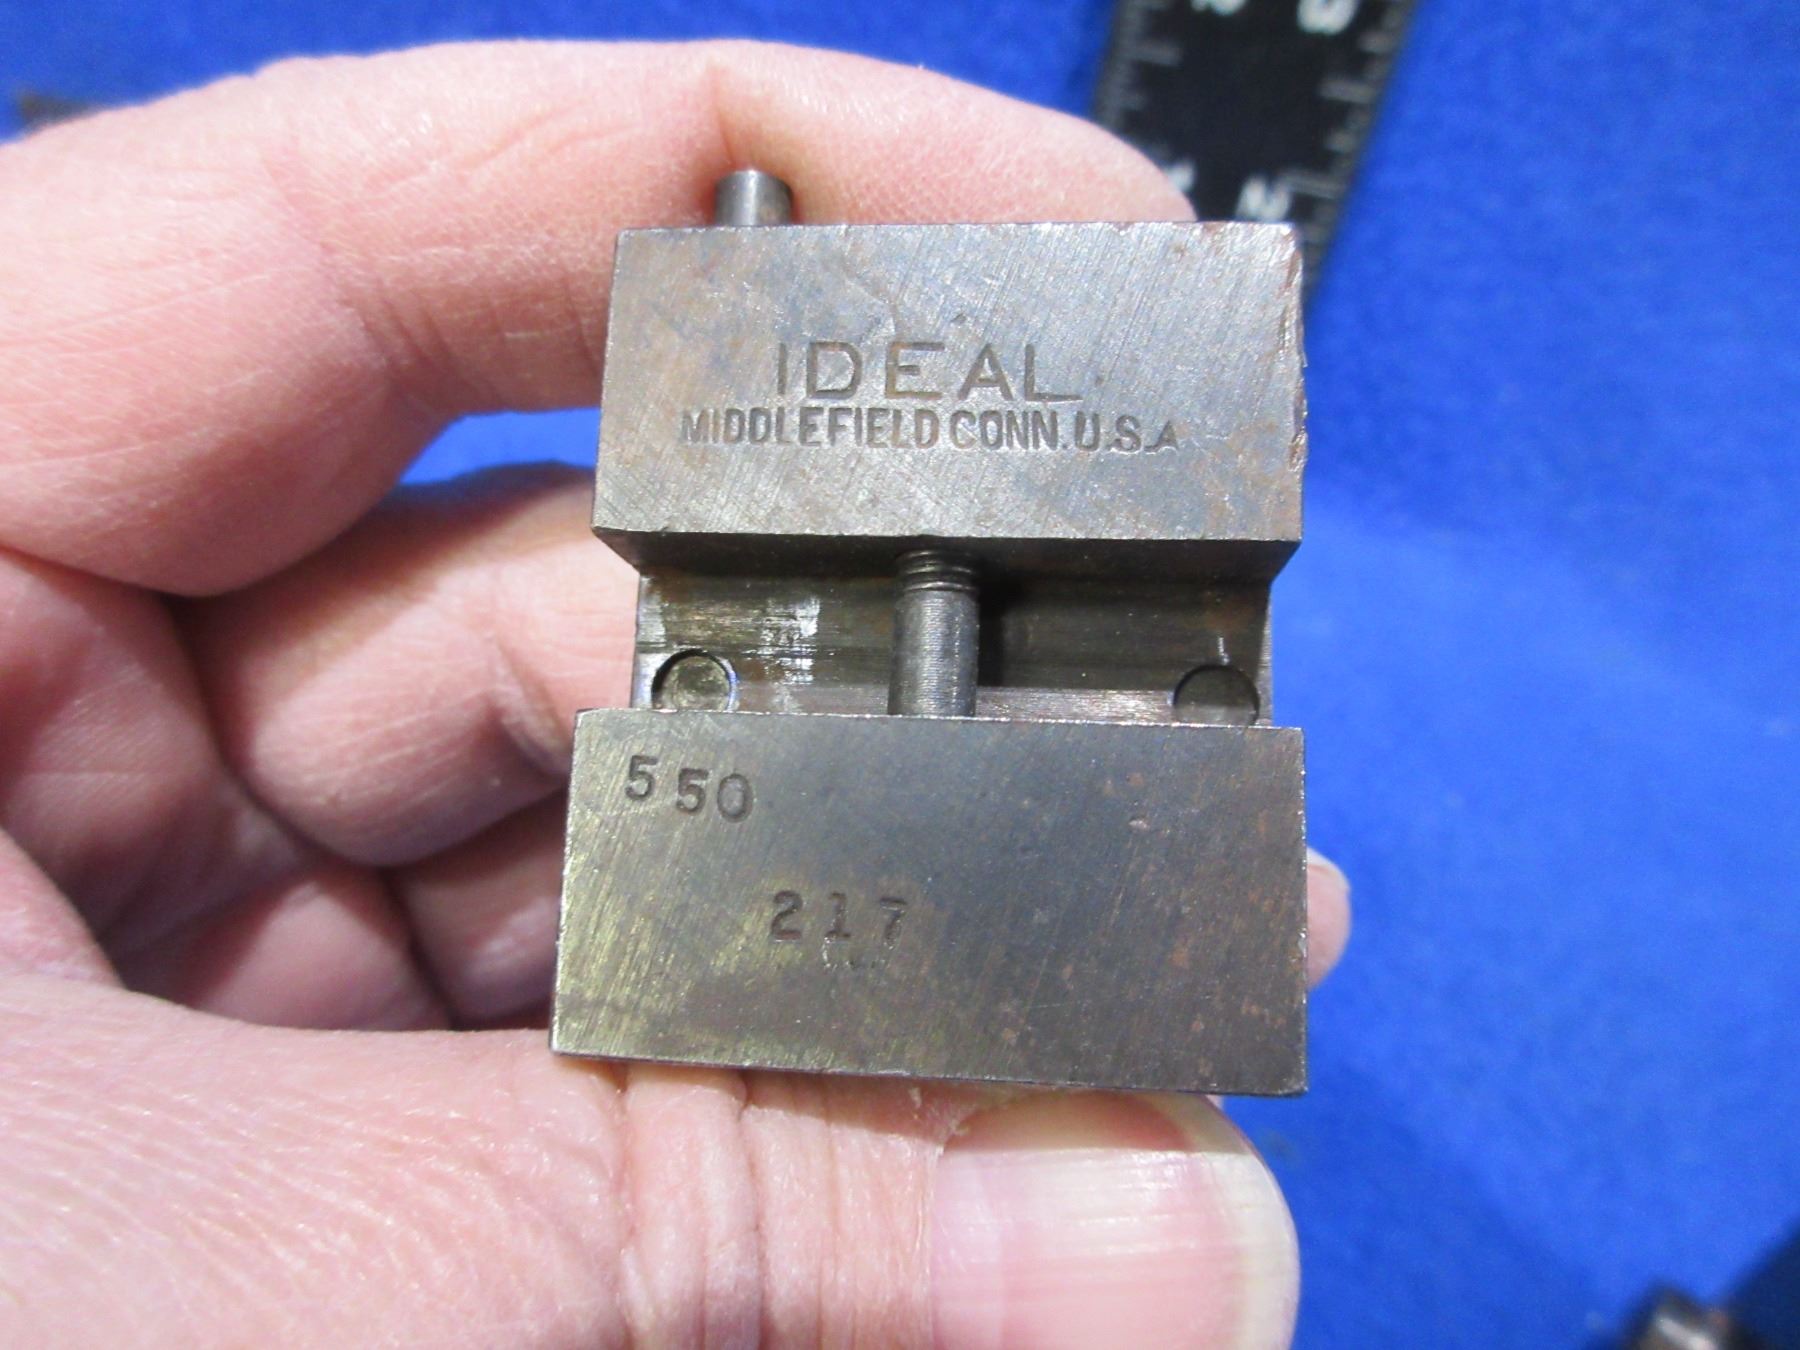 IDEAL
MIDDLEFIELD CONN. U.S.A
550
217